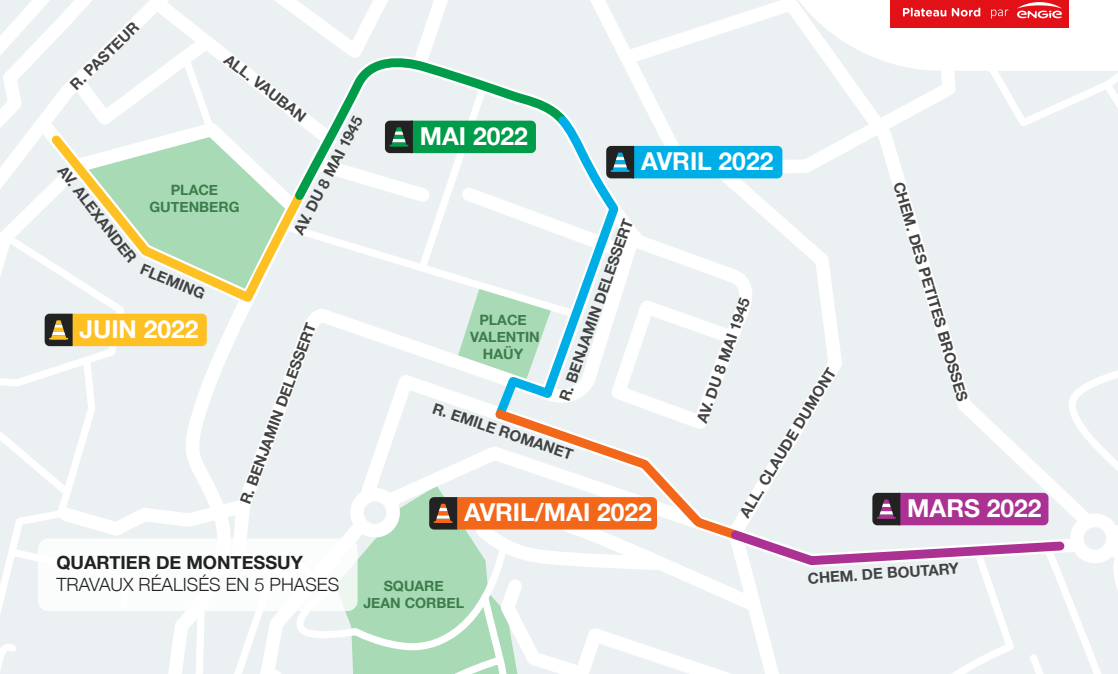 Plateau Nord par ENGIE
R. PASTEUR
ALL. VAUBAN
AV. DU 8 MAI 1945
MAI 2022
AVRIL 2022
PLACE
GUTENBERG
AV. ALEXANDER FLEMING
CHEM. DES PETITES BROSSES
R. BENJAMIN DELESSERT
JUIN 2022
PLACE
VALENTIN
HAÜY
AV. DU 8 MAI 1945
R. BENJAMIN DELESSERT
R. EMILE ROMANET
ALL. CLAUDE DUMONT
AVRIL/MAI 2022
MARS 2022
QUARTIER DE MONTESSUY
TRAVAUX RÉALISÉS EN 5 PHASES
CHEM. DE BOUTARY
SQUARE
JEAN CORBEL